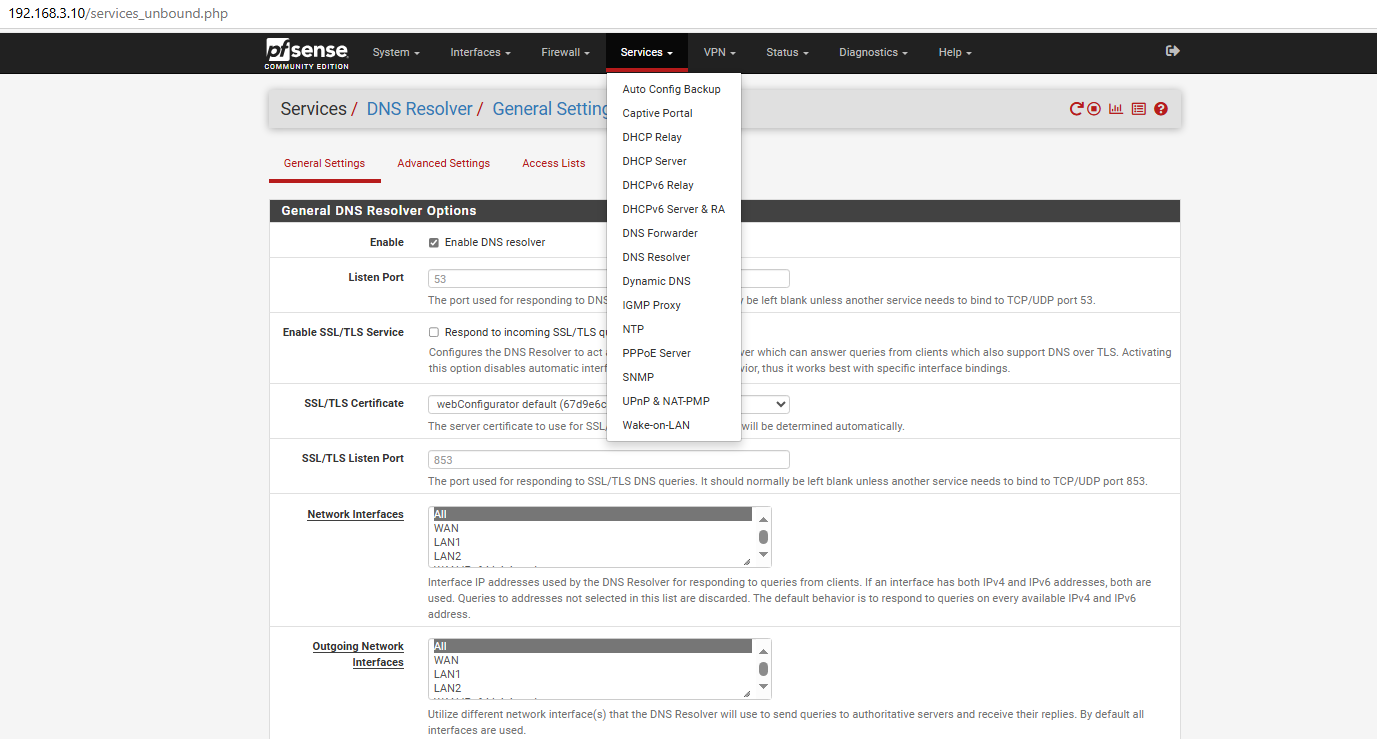 192.168.3.10/services_unbound.php
pfsense
COMMUNITY EDITION
System
Interfaces
Firewall
Services
VPN
Status
Diagnostics
Help
Auto Config Backup
Captive Portal
DHCP Relay
DHCP Server
DHCPv6 Relay
DHCPv6 Server & RA
DNS Forwarder
DNS Resolver
Dynamic DNS
IGMP Proxy
NTP
PPPoE Server
SNMP
UPnP & NAT-PMP
Wake-on-LAN
Services / DNS Resolver / General Setting
General Settings
Advanced Settings
Access Lists
General DNS Resolver Options
Enable
Enable DNS resolver
Listen Port
53
The port used for responding to DNS be left blank unless another service needs to bind to TCP/UDP port 53.
Enable SSL/TLS Service
Respond to incoming SSL/TLS
Configures the DNS Resolver to act which can answer queries from clients which also support DNS over TLS. Activating
this option disables automatic thus it works best with specific interface bindings.
SSL/TLS Certificate
webConfigurator default (67d9e6c
The server certificate to use for will be determined automatically.
SSL/TLS Listen Port
853
The port used for responding to SSL/TLS DNS queries. It should normally be left blank unless another service needs to bind to TCP/UDP port 853.
Network Interfaces
All
WAN
LAN1
LAN2
Interface IP addresses used by the DNS Resolver for responding to queries from clients. If an interface has both IPv4 and IPv6 addresses, both are
used. Queries to addresses not selected in this list are discarded. The default behavior is to respond to queries on every available IPv4 and IPv6
address.
Outgoing Network
Interfaces
All
WAN
LAN1
LAN2
Utilize different network interface(s) that the DNS Resolver will use to send queries to authoritative servers and receive their replies. By default all
interfaces are used.